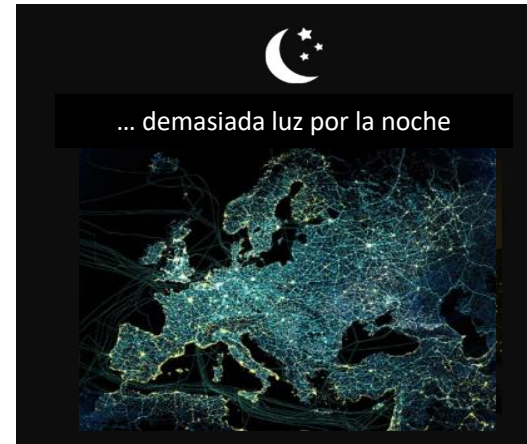 … demasiada luz por la noche